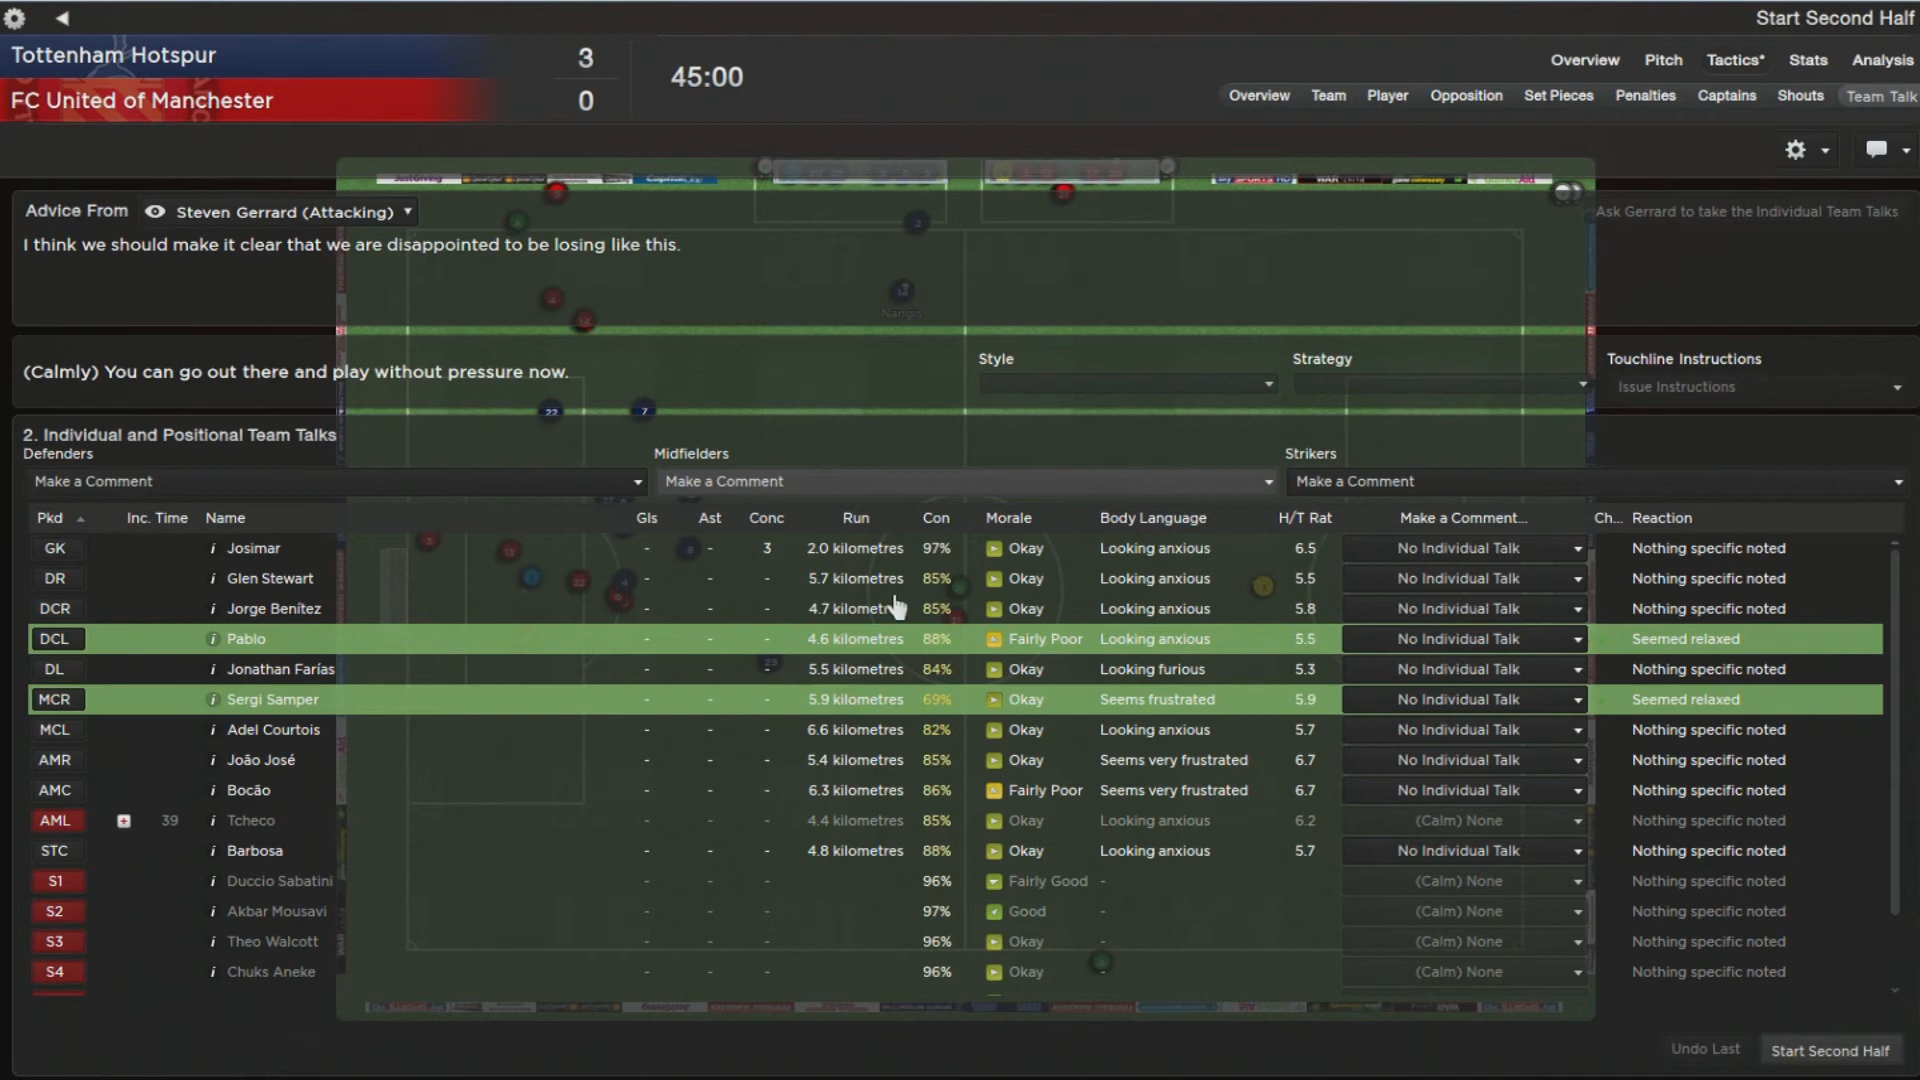 Start Second Half
Tottenham Hotspur 3
FC United of Manchester 0
45:00
Overview Pitch Tactics* Stats Analysis
Overview Team Player Opposition Set Pieces Penalties Captains Shouts Team Talk
Advice From Steven Gerrard (Attacking)
Ask Gerrard to take the Individual Team Talks
I think we should make it clear that we are disappointed to be losing like this.
Nangis
(Calmly) You can go out there and play without pressure now.
Style Strategy Touchline Instructions
Issue Instructions
22 7
2. Individual and Positional Team Talks
Defenders Midfielders Strikers
Make a Comment Make a Comment Make a Comment
Pkd Inc. Time Name Gls Ast Conc Run Con Morale Body Language H/T Rat Make a Comment... Ch... Reaction
GK i Josimar - - 3 2.0 kilometres 97% Okay Looking anxious 6.5 No Individual Talk Nothing specific noted
DR i Glen Stewart - - - 5.7 kilometres 85% Okay Looking anxious 5.5 No Individual Talk Nothing specific noted
DCR i Jorge Benítez - - - 4.7 kilometres 85% Okay Looking anxious 5.8 No Individual Talk Nothing specific noted
DCL i Pablo - - - 4.6 kilometres 88% Fairly Poor Looking anxious 5.5 No Individual Talk Seemed relaxed
DL i Jonathan Farías - - - 5.5 kilometres 84% Okay Looking furious 5.3 No Individual Talk Nothing specific noted
MCR i Sergi Samper - - - 5.9 kilometres 69% Okay Seems frustrated 5.9 No Individual Talk Seemed relaxed
MCL i Adel Courtois - - - 6.6 kilometres 82% Okay Looking anxious 5.7 No Individual Talk Nothing specific noted
AMR i João José - - - 5.4 kilometres 85% Okay Seems very frustrated 6.7 No Individual Talk Nothing specific noted
AMC i Bocão - - - 6.3 kilometres 86% Fairly Poor Seems very frustrated 6.7 No Individual Talk Nothing specific noted
AML 39 i Tcheco - - - 4.4 kilometres 85% Okay Looking anxious 6.2 (Calm) None Nothing specific noted
STC i Barbosa - - - 4.8 kilometres 88% Okay Looking anxious 5.7 No Individual Talk Nothing specific noted
S1 i Duccio Sabatini - - - 96% Fairly Good - (Calm) None Nothing specific noted
S2 i Akbar Mousavi - - - 97% Good - (Calm) None Nothing specific noted
S3 i Theo Walcott - - - 96% Okay - (Calm) None Nothing specific noted
S4 i Chuks Aneke - - - 96% Okay - (Calm) None Nothing specific noted
Undo Last Start Second Half